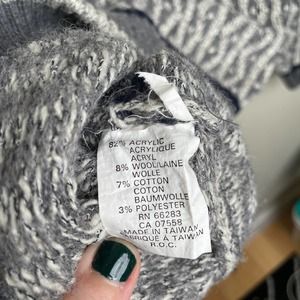 82% ACRYLIC
ACRYLIQUE
ACRYL
8% WOOL/LAINE
WOLLE
7% COTTON
COTON
BAUMWOLLE
3% POLYESTER
RN 66283
CA 07558
MADE IN TAIWAN
FABRIQUÉ À TAIWAN
R.O.C.